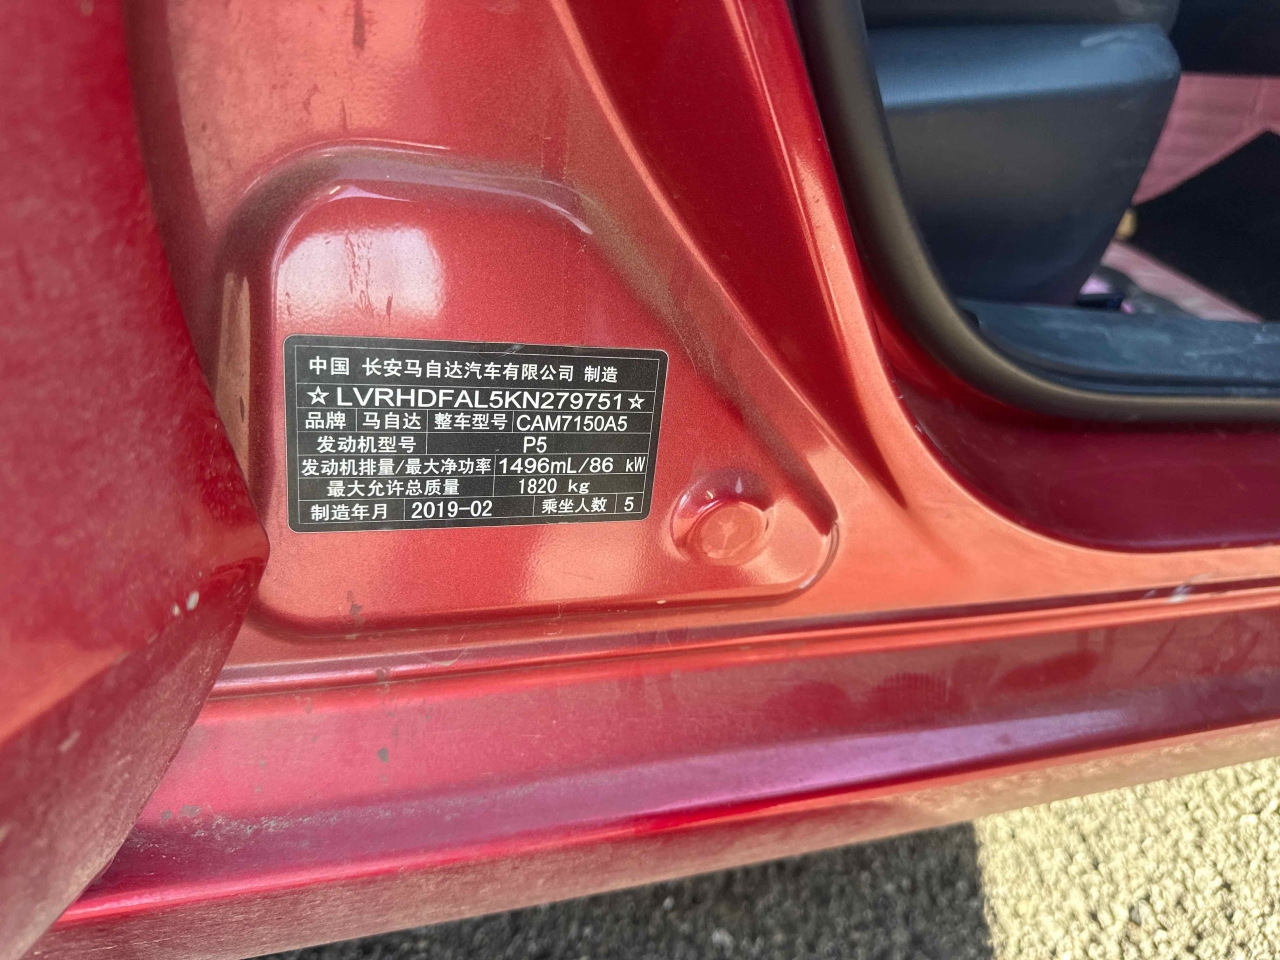 中国 长安马自达汽车有限公司 制造
☆LVRHDFAL5KN279751☆
品牌 马自达 整车型号 CAM7150A5
发动机型号 P5
发动机排量/最大净功率 1496mL/86 kW
最大允许总质量 1820 kg
制造年月 2019-02 乘坐人数 5